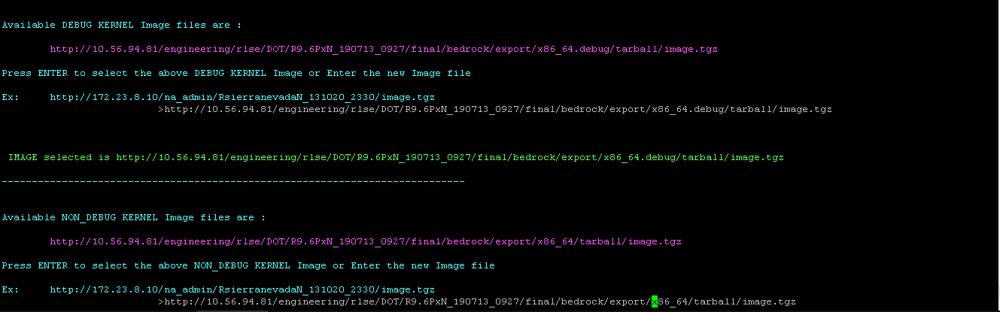 Available DEBUG KERNEL Image files are :
http://10.56.94.81/engineering/rlse/DOT/R9.6PxN_190713_0927/final/bedrock/export/x86_64.debug/tarball/image.tgz
Press ENTER to select the above DEBUG KERNEL Image or Enter the new Image file
Ex: http://172.23.8.10/na_admin/RsierranevadaN_131020_2330/image.tgz
>http://10.56.94.81/engineering/rlse/DOT/R9.6PxN_190713_0927/final/bedrock/export/x86_64.debug/tarball/image.tgz
IMAGE selected is http://10.56.94.81/engineering/rlse/DOT/R9.6PxN_190713_0927/final/bedrock/export/x86_64.debug/tarball/image.tgz
-----------------------------------------------------------------------------
Available NON_DEBUG KERNEL Image files are :
http://10.56.94.81/engineering/rlse/DOT/R9.6PxN_190713_0927/final/bedrock/export/x86_64/tarball/image.tgz
Press ENTER to select the above NON_DEBUG KERNEL Image or Enter the new Image file
Ex: http://172.23.8.10/na_admin/RsierranevadaN_131020_2330/image.tgz
>http://10.56.94.81/engineering/rlse/DOT/R9.6PxN_190713_0927/final/bedrock/export/x86_64/tarball/image.tgz